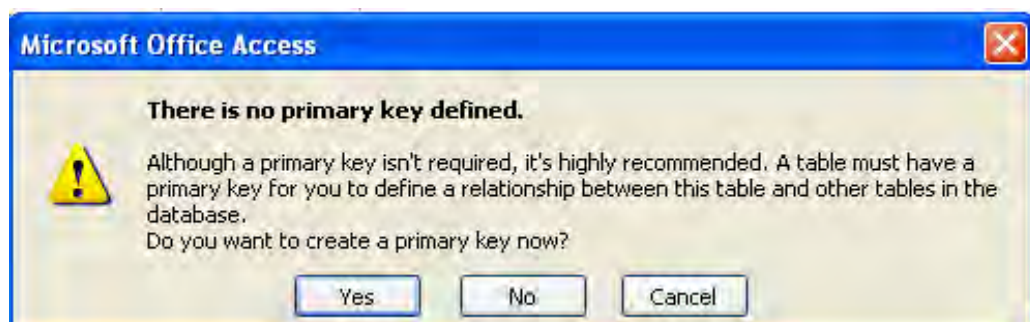 Microsoft Office Access
There is no primary key defined.
Although a primary key isn't required, it's highly recommended. A table must have a
primary key for you to define a relationship between this table and other tables in the
database.
Do you want to create a primary key now?
Yes No Cancel